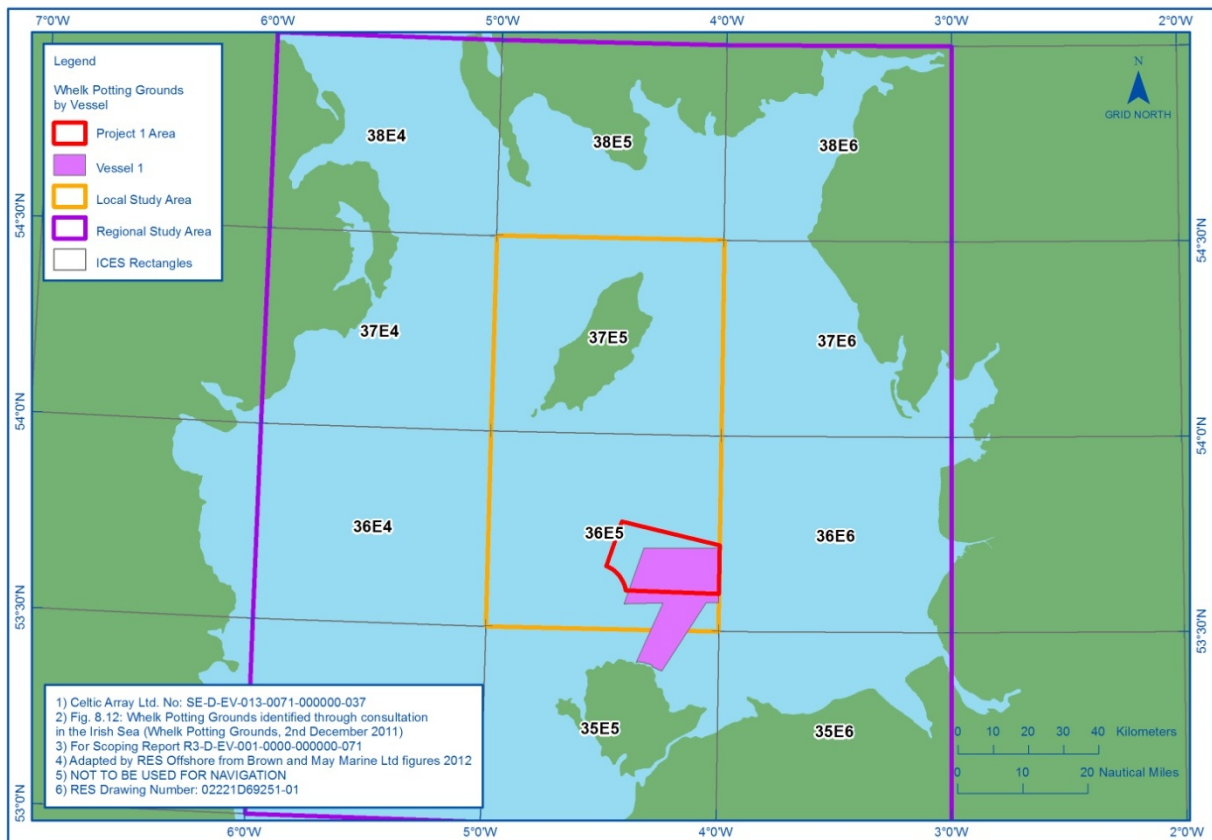 7°0'W
6°0'W
5°0'W
4°0'W
3°0'W
2°0'W
Legend
Whelk Potting Grounds
by Vessel
Project 1 Area
Vessel 1
Local Study Area
Regional Study Area
ICES Rectangles
N
GRID NORTH
38E4
38E5
38E6
54°30'N
54°30'N
37E4
37E5
37E6
54°0'N
54°0'N
36E4
36E5
36E6
53°30'N
53°30'N
35E5
35E6
1) Celtic Array Ltd. No: SE-D-EV-013-0071-000000-037
2) Fig. 8.12: Whelk Potting Grounds identified through consultation
in the Irish Sea (Whelk Potting Grounds, 2nd December 2011)
3) For Scoping Report R3-D-EV-001-0000-000000-071
4) Adapted by RES Offshore from Brown and May Marine Ltd figures 2012
5) NOT TO BE USED FOR NAVIGATION
6) RES Drawing Number: 02221D69251-01
0 10 20 30 40 Kilometers
0 10 20 Nautical Miles
53°0'N
6°0'W
5°0'W
4°0'W
3°0'W
2°0'W